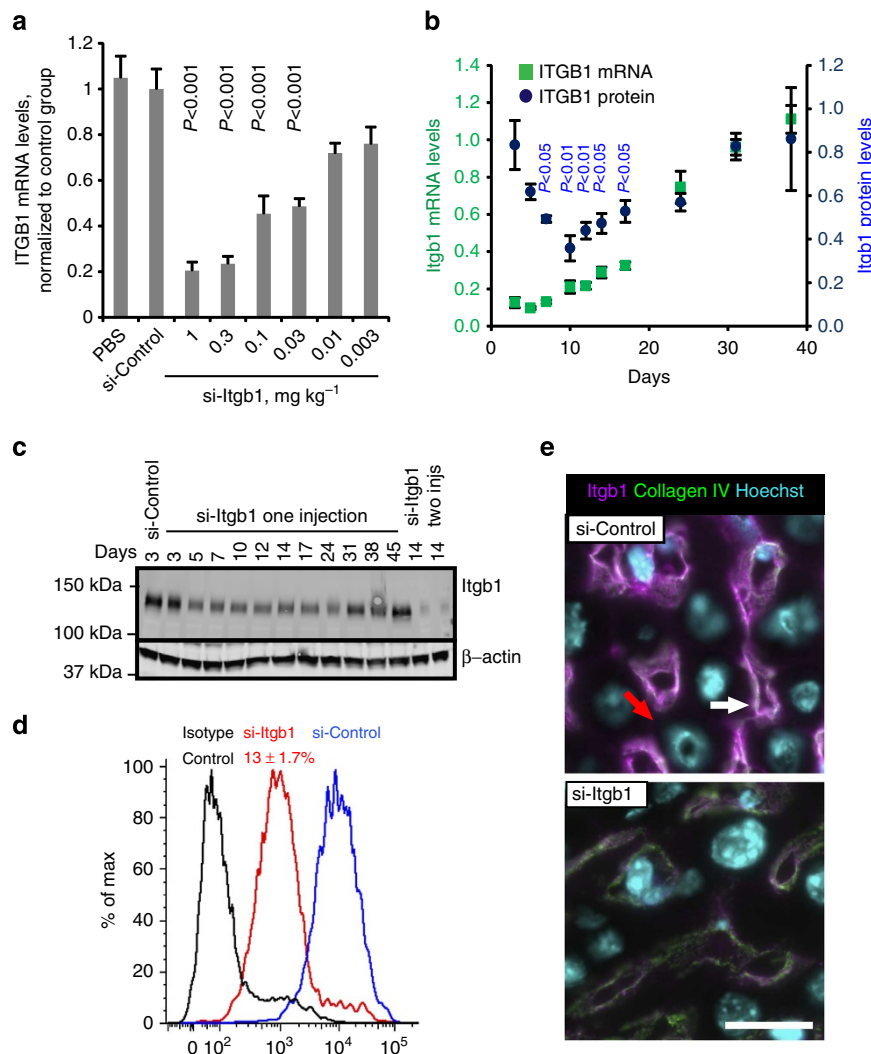 a
ITGB1 mRNA levels,
normalized to control group
1.2
1
0.8
0.6
0.4
0.2
0
P<0.001
P<0.001
P<0.001
P<0.001
PBS
si-Control
1
0.3
0.1
0.03
0.01
0.003
si-Itgb1, mg kg⁻¹
b
ITGB1 mRNA
ITGB1 protein
Itgb1 mRNA levels
1.4
1.2
1.0
0.8
0.6
0.4
0.2
0.0
P<0.05
P<0.01
P<0.01
P<0.05
P<0.05
1.2
1.0
0.8
0.6
0.4
0.2
0.0
Itgb1 protein levels
0 10 20 30 40
Days
c
si-Control
si-Itgb1 one injection
si-Itgb1
two injs
Days 3 3 5 7 10 12 14 17 24 31 38 45 14 14
150 kDa
100 kDa
37 kDa
Itgb1
β–actin
d
Isotype si-Itgb1 si-Control
Control 13 ± 1.7%
% of max
100
80
60
40
20
0
0 10² 10³ 10⁴ 10⁵
e
Itgb1 Collagen IV Hoechst
si-Control
si-Itgb1